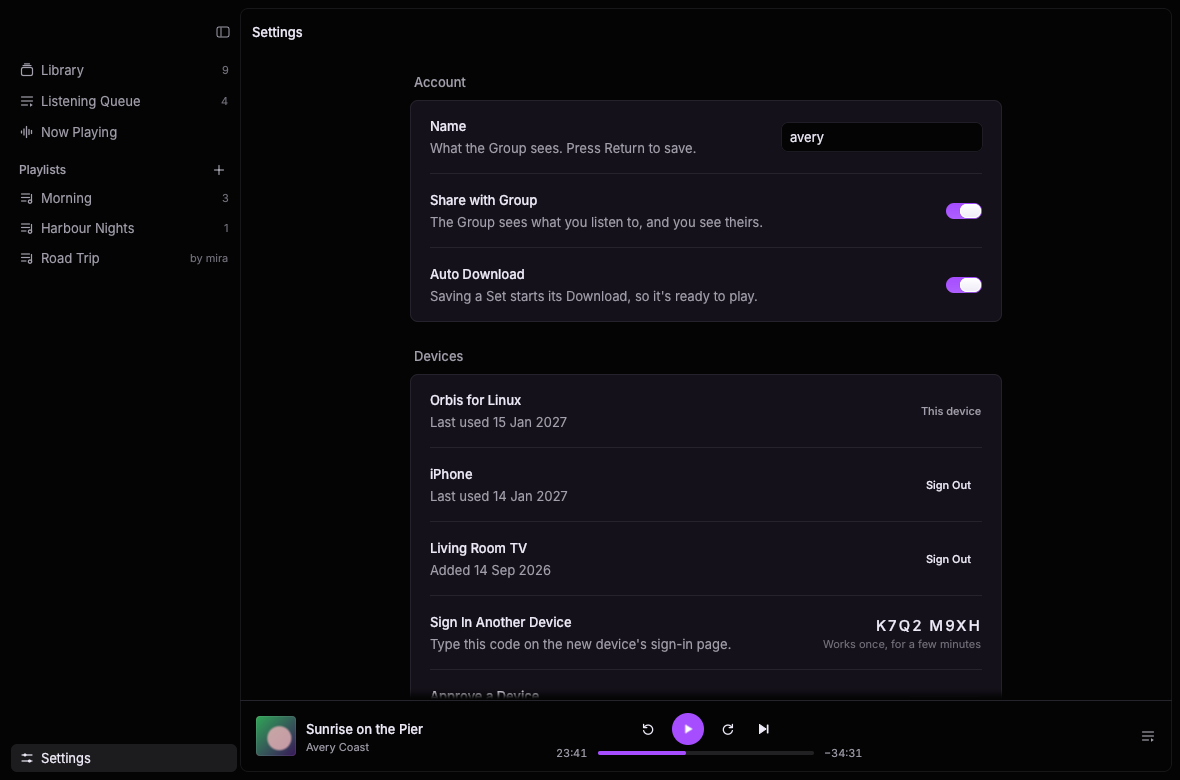 Settings
Library 9
Listening Queue 4
Now Playing
Playlists
Morning 3
Harbour Nights 1
Road Trip by mira
Settings
Account
Name
What the Group sees. Press Return to save.
avery
Share with Group
The Group sees what you listen to, and you see theirs.
Auto Download
Saving a Set starts its Download, so it's ready to play.
Devices
Orbis for Linux
Last used 15 Jan 2027
This device
iPhone
Last used 14 Jan 2027
Sign Out
Living Room TV
Added 14 Sep 2026
Sign Out
Sign In Another Device
Type this code on the new device's sign-in page.
K7Q2 M9XH
Works once, for a few minutes
Approve a Device
Sunrise on the Pier
Avery Coast
23:41
−34:31